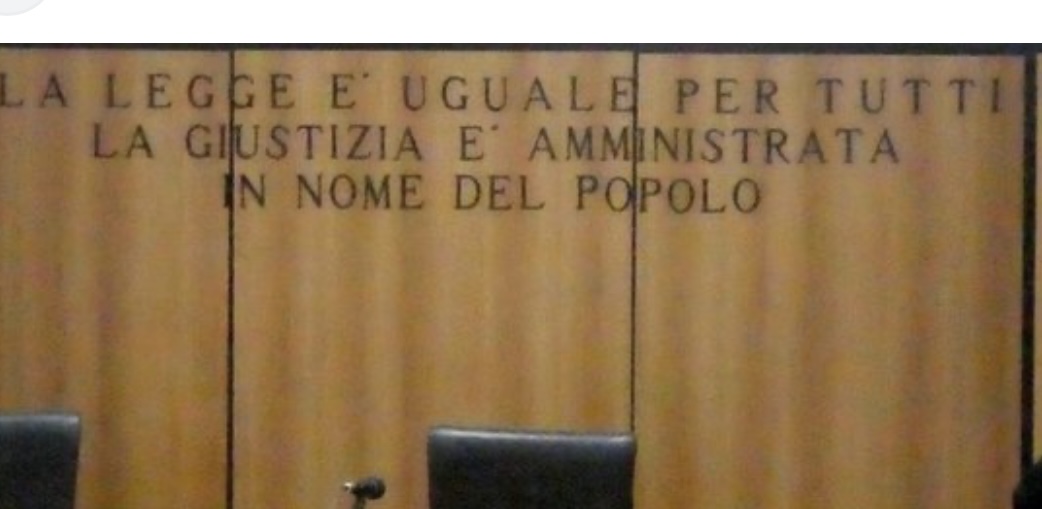 LA LEGGE E' UGUALE PER TUTTI
LA GIUSTIZIA E' AMMINISTRATA
IN NOME DEL POPOLO